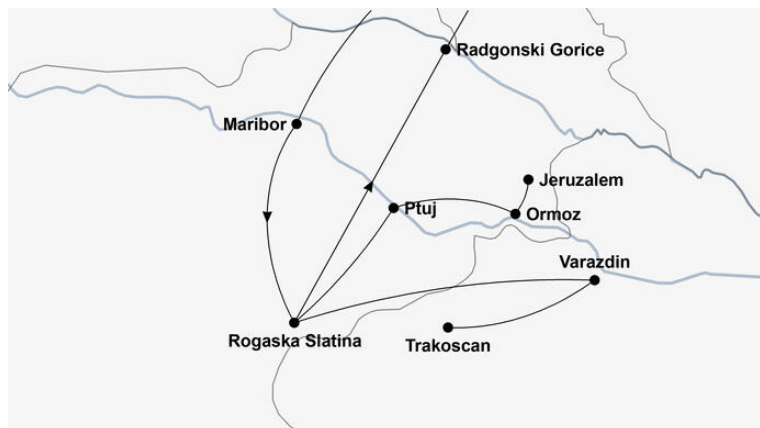 Radgonski Gorice
Maribor
Jeruzalem
Ptuj
Ormoz
Varazdin
Rogaska Slatina
Trakoscan